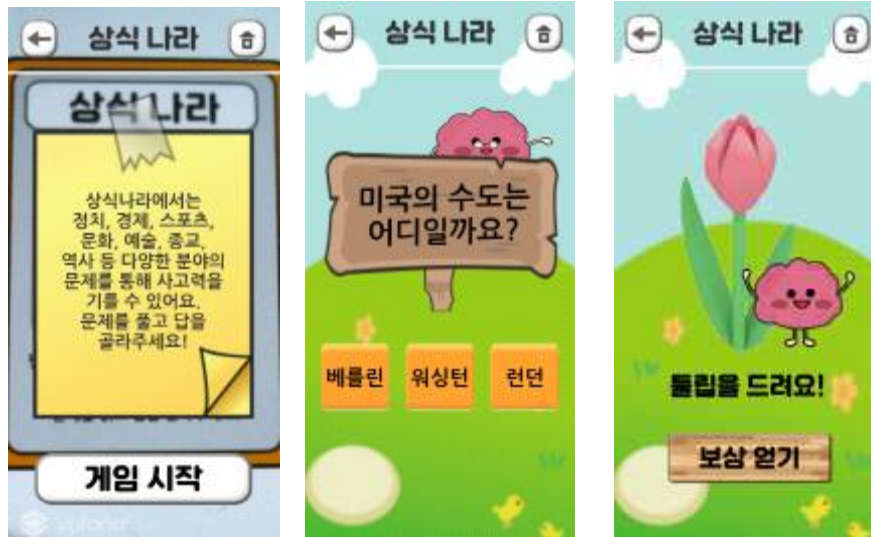 상식 나라
상식 나라
상식나라에서는
정치, 경제, 스포츠,
문화, 예술, 종교,
역사 등 다양한 분야의
문제를 통해 사고력을
기를 수 있어요.
문제를 풀고 답을
골라주세요!
게임 시작
상식 나라
미국의 수도는
어디일까요?
베를린
워싱턴
런던
상식 나라
튤립을 드려요!
보상 얻기